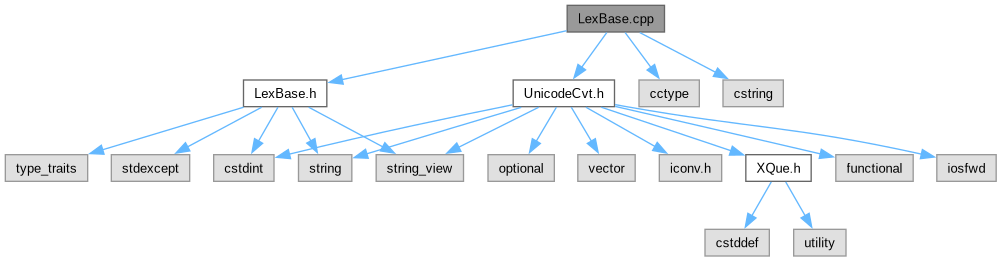 LexBase.cpp
LexBase.h
UnicodeCvt.h
cctype
cstring
type_traits
stdexcept
cstdint
string
string_view
optional
vector
iconv.h
XQue.h
functional
iosfwd
cstddef
utility